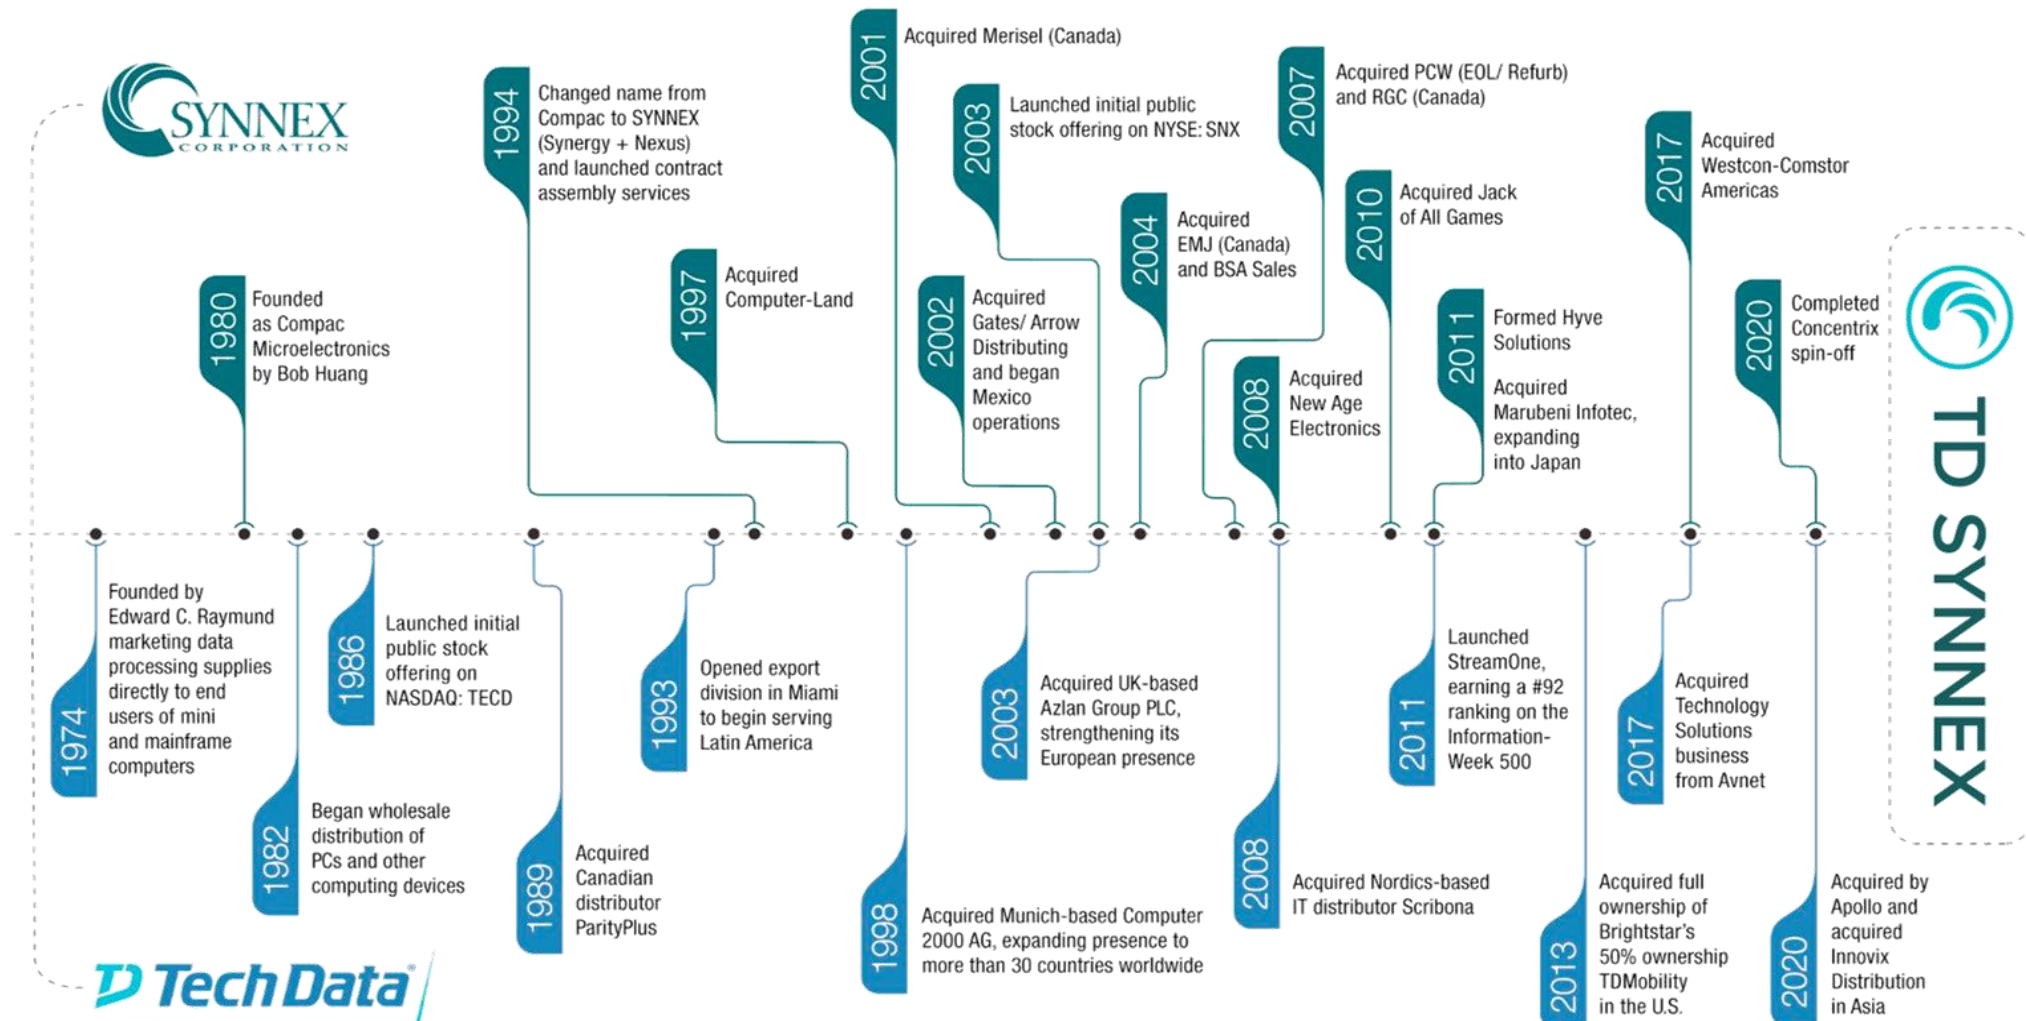 SYNNEX
CORPORATION
1980
Founded
as Compac
Microelectronics
by Bob Huang
1994
Changed name from
Compac to SYNNEX
(Synergy + Nexus)
and launched contract
assembly services
1997
Acquired
Computer-Land
2001
Acquired Merisel (Canada)
2002
Acquired
Gates/ Arrow
Distributing
and began
Mexico
operations
2003
Launched initial public
stock offering on NYSE: SNX
2004
Acquired
EMJ (Canada)
and BSA Sales
2007
Acquired PCW (EOL/ Refurb)
and RGC (Canada)
2008
Acquired
New Age
Electronics
2010
Acquired Jack
of All Games
2011
Formed Hyve
Solutions
Acquired
Marubeni Infotec,
expanding
into Japan
2017
Acquired
Westcon-Comstor
Americas
2020
Completed
Concentrix
spin-off
TD SYNNEX
1974
Founded by
Edward C. Raymund
marketing data
processing supplies
directly to end
users of mini
and mainframe
computers
1982
Began wholesale
distribution of
PCs and other
computing devices
1986
Launched initial
public stock
offering on
NASDAQ: TECD
1989
Acquired
Canadian
distributor
ParityPlus
1993
Opened export
division in Miami
to begin serving
Latin America
1998
Acquired Munich-based Computer
2000 AG, expanding presence to
more than 30 countries worldwide
2003
Acquired UK-based
Azlan Group PLC,
strengthening its
European presence
2008
Acquired Nordics-based
IT distributor Scribona
2011
Launched
StreamOne,
earning a #92
ranking on the
Information-
Week 500
2013
Acquired full
ownership of
Brightstar's
50% ownership
TDMobility
in the U.S.
2017
Acquired
Technology
Solutions
business
from Avnet
2020
Acquired by
Apollo and
acquired
Innovix
Distribution
in Asia
TD Tech Data®